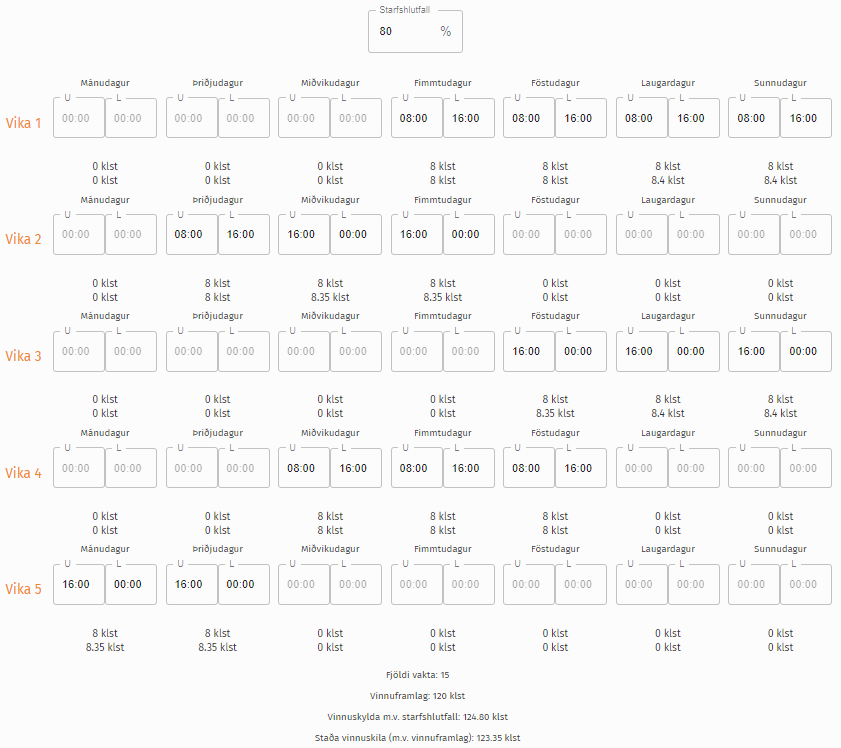 Starfshlutfall
80 %
Mánudagur Þriðjudagur Miðvikudagur Fimmtudagur Föstudagur Laugardagur Sunnudagur
U L U L U L U L U L U L U L
Vika 1 00:00 00:00 00:00 00:00 00:00 00:00 08:00 16:00 08:00 16:00 08:00 16:00 08:00 16:00
0 klst 0 klst 0 klst 8 klst 8 klst 8 klst 8 klst
0 klst 0 klst 0 klst 8 klst 8 klst 8.4 klst 8.4 klst
Mánudagur Þriðjudagur Miðvikudagur Fimmtudagur Föstudagur Laugardagur Sunnudagur
U L U L U L U L U L U L U L
Vika 2 00:00 00:00 08:00 16:00 16:00 00:00 16:00 00:00 00:00 00:00 00:00 00:00 00:00 00:00
0 klst 8 klst 8 klst 8 klst 0 klst 0 klst 0 klst
0 klst 8 klst 8.35 klst 8.35 klst 0 klst 0 klst 0 klst
Mánudagur Þriðjudagur Miðvikudagur Fimmtudagur Föstudagur Laugardagur Sunnudagur
U L U L U L U L U L U L U L
Vika 3 00:00 00:00 00:00 00:00 00:00 00:00 00:00 00:00 16:00 00:00 16:00 00:00 16:00 00:00
0 klst 0 klst 0 klst 0 klst 8 klst 8 klst 8 klst
0 klst 0 klst 0 klst 0 klst 8.35 klst 8.4 klst 8.4 klst
Mánudagur Þriðjudagur Miðvikudagur Fimmtudagur Föstudagur Laugardagur Sunnudagur
U L U L U L U L U L U L U L
Vika 4 00:00 00:00 00:00 00:00 08:00 16:00 08:00 16:00 08:00 16:00 00:00 00:00 00:00 00:00
0 klst 0 klst 8 klst 8 klst 8 klst 0 klst 0 klst
0 klst 0 klst 8 klst 8 klst 8 klst 0 klst 0 klst
Mánudagur Þriðjudagur Miðvikudagur Fimmtudagur Föstudagur Laugardagur Sunnudagur
U L U L U L U L U L U L U L
Vika 5 16:00 00:00 16:00 00:00 00:00 00:00 00:00 00:00 00:00 00:00 00:00 00:00 00:00 00:00
8 klst 8 klst 0 klst 0 klst 0 klst 0 klst 0 klst
8.35 klst 8.35 klst 0 klst 0 klst 0 klst 0 klst 0 klst
Fjöldi vakta: 15
Vinnuframlag: 120 klst
Vinnuskylda m.v. starfshlutfall: 124.80 klst
Staða vinnuskila (m.v. vinnuframlag): 123.35 klst